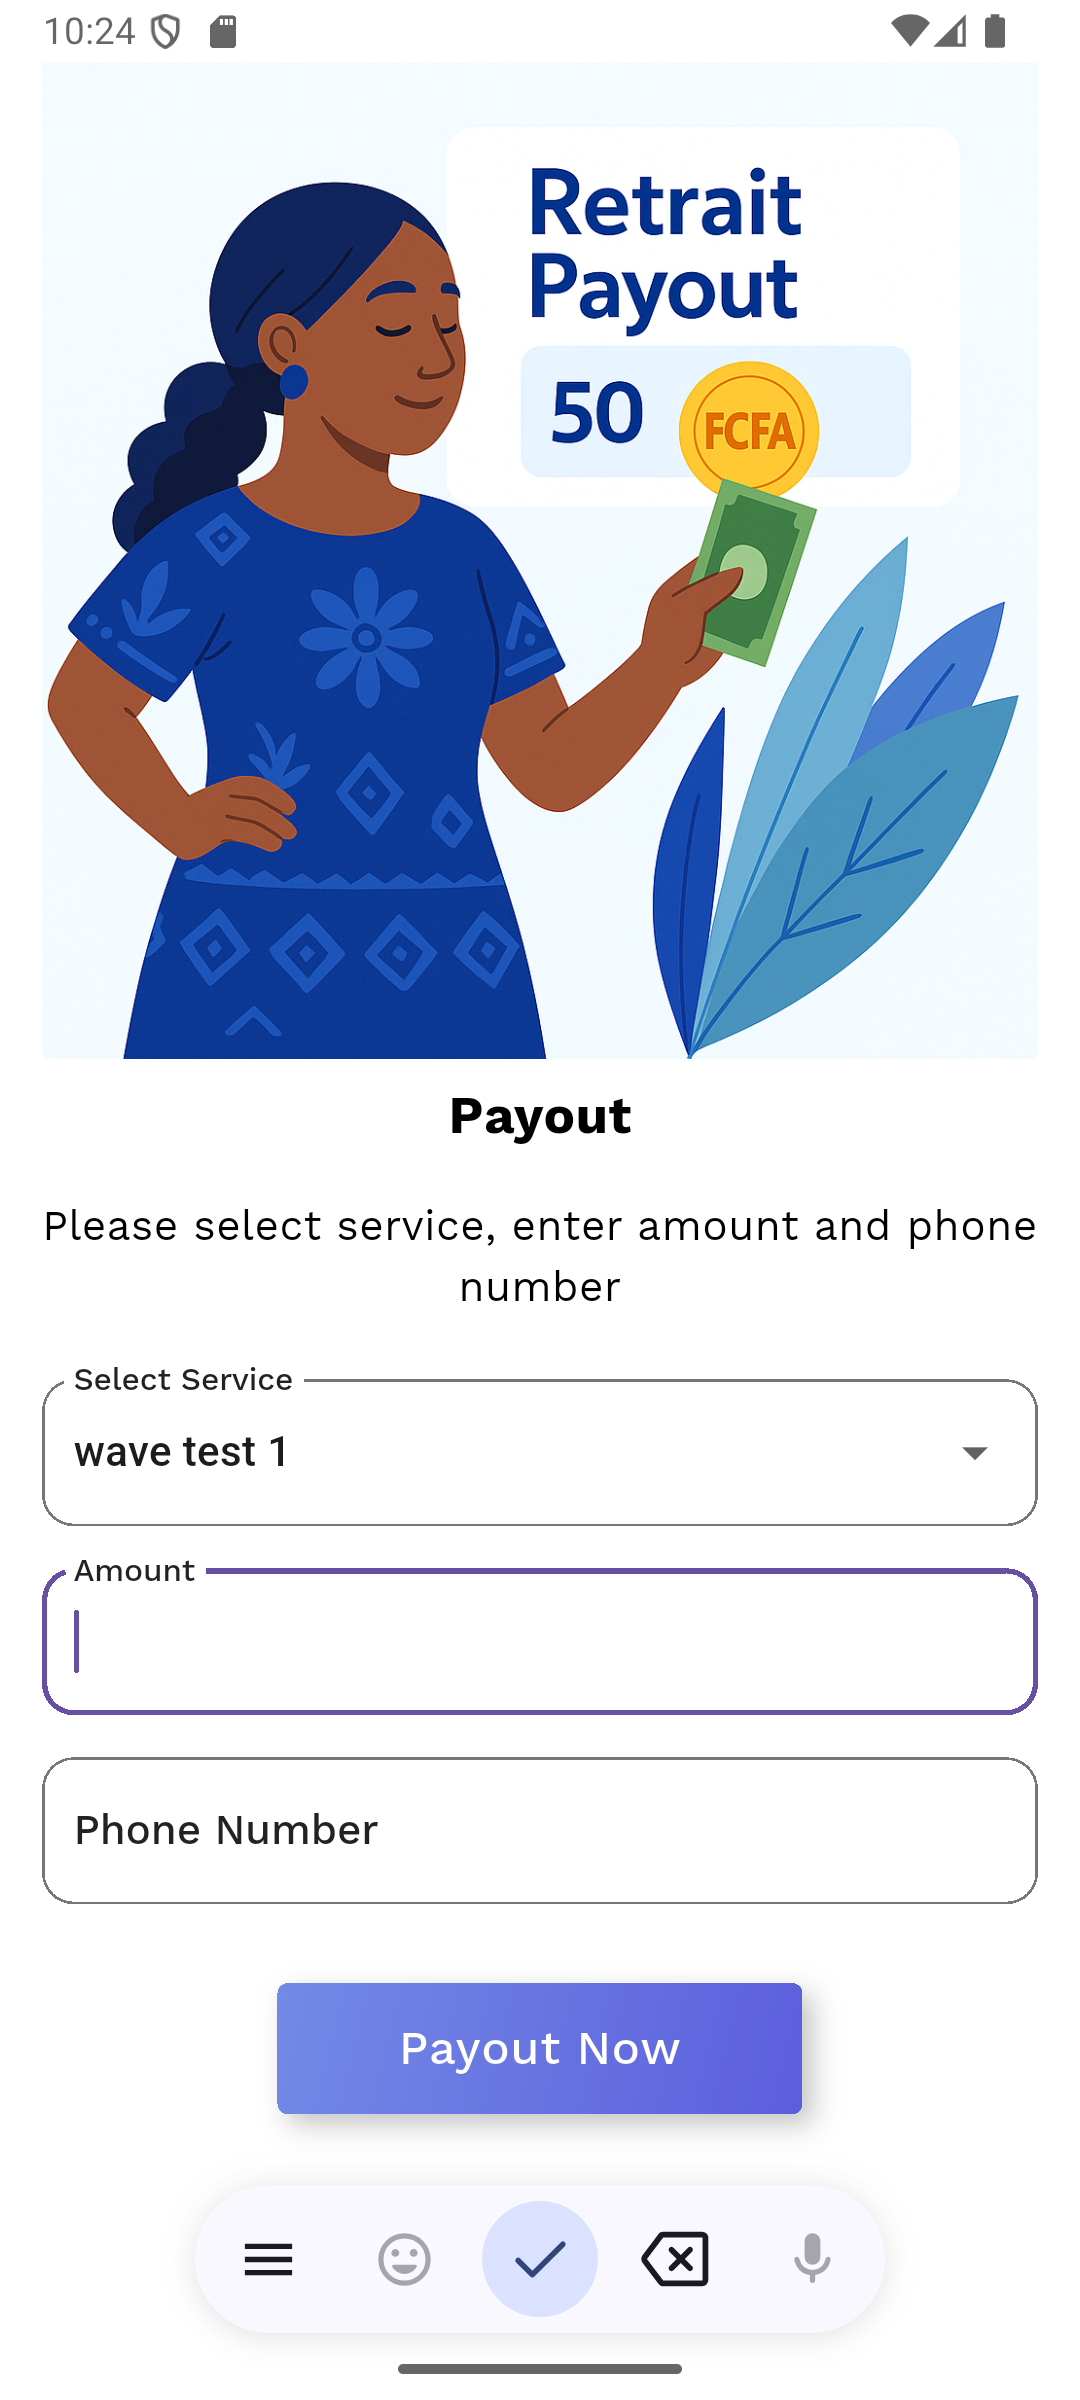 10:24
Retrait
Payout
50 FCFA
Payout
Please select service, enter amount and phone
number
Select Service
wave test 1
Amount
Phone Number
Payout Now